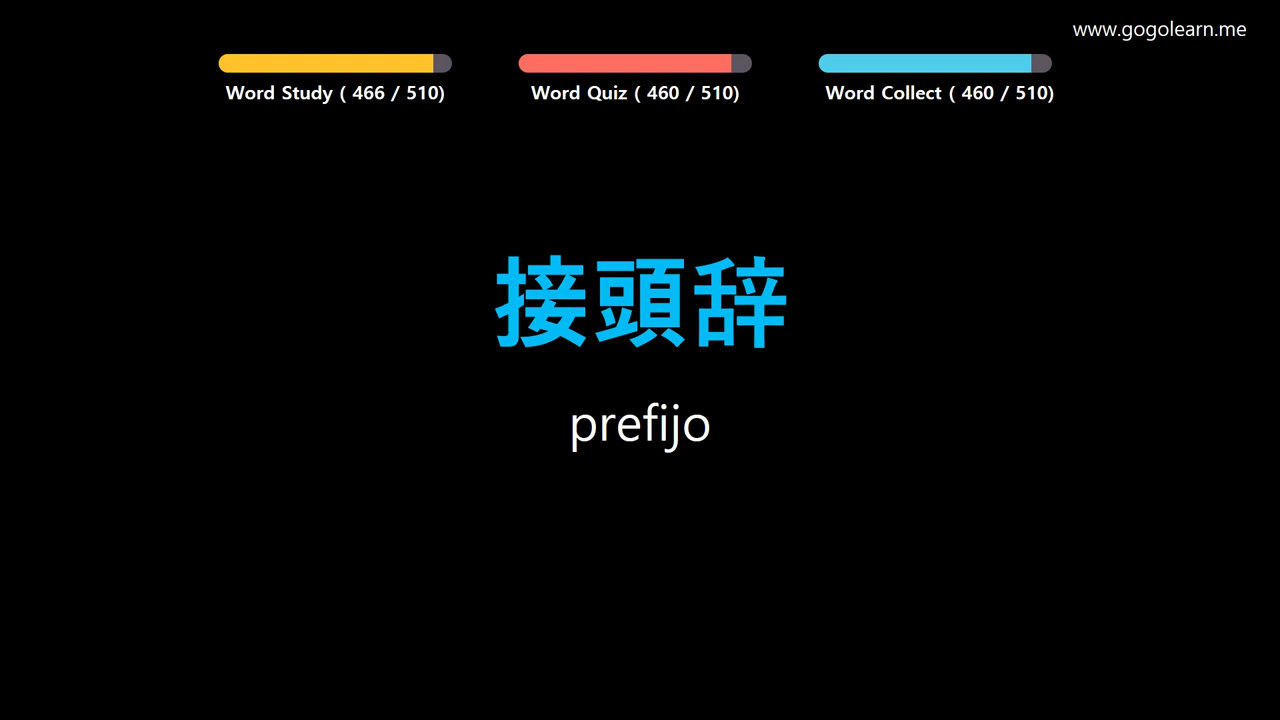 www.gogolearn.me
Word Study ( 466 / 510)
Word Quiz ( 460 / 510)
Word Collect ( 460 / 510)
接頭辞
prefijo